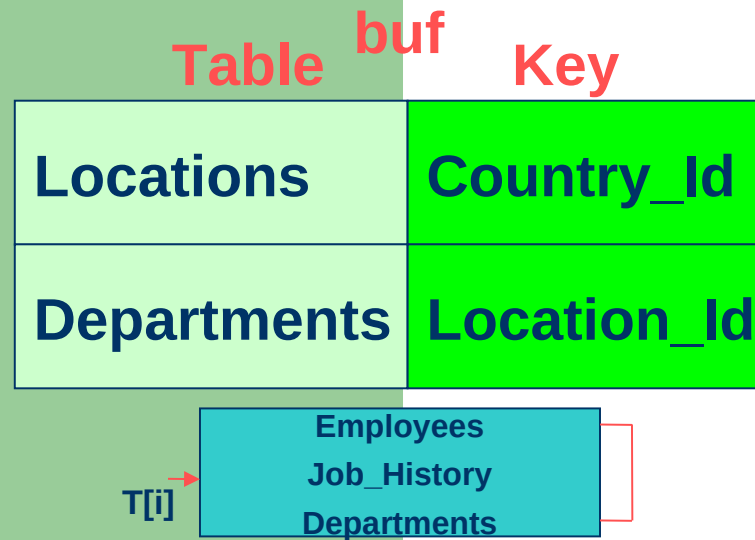 buf
Table Key
Locations Country_Id
Departments Location_Id
Employees
Job_History
T[i]
Departments